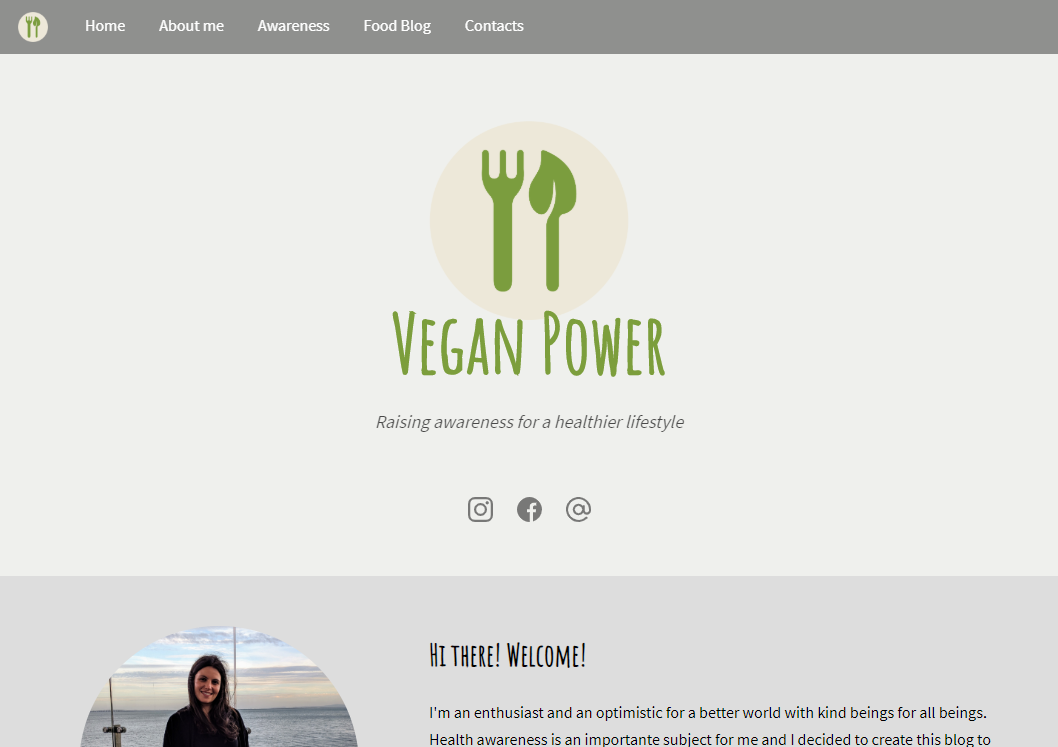 Home About me Awareness Food Blog Contacts
Vegan Power
Raising awareness for a healthier lifestyle
Hi there! Welcome!
I'm an enthusiast and an optimistic for a better world with kind beings for all beings.
Health awareness is an importante subject for me and I decided to create this blog to